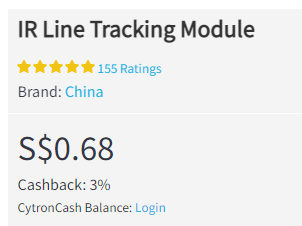 IR Line Tracking Module
155 Ratings
Brand: China
S$0.68
Cashback: 3%
CytronCash Balance: Login